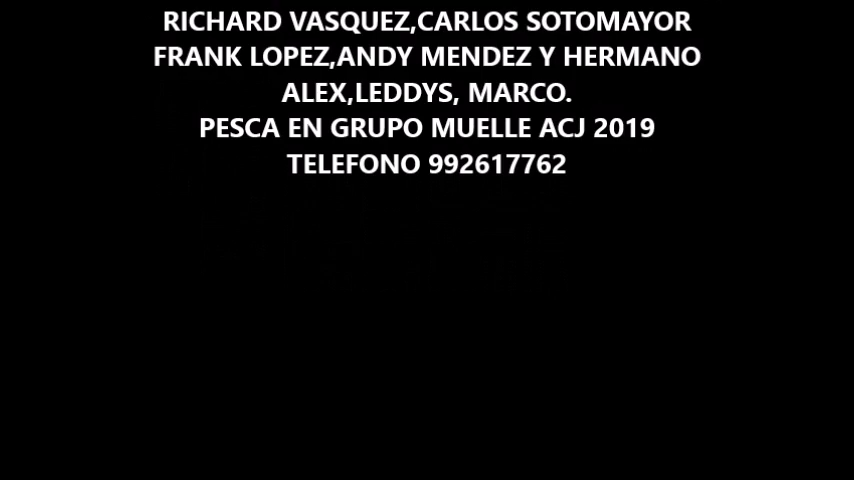 RICHARD VASQUEZ,CARLOS SOTOMAYOR
FRANK LOPEZ,ANDY MENDEZ Y HERMANO
ALEX,LEDDYS, MARCO.
PESCA EN GRUPO MUELLE ACJ 2019
TELEFONO 992617762